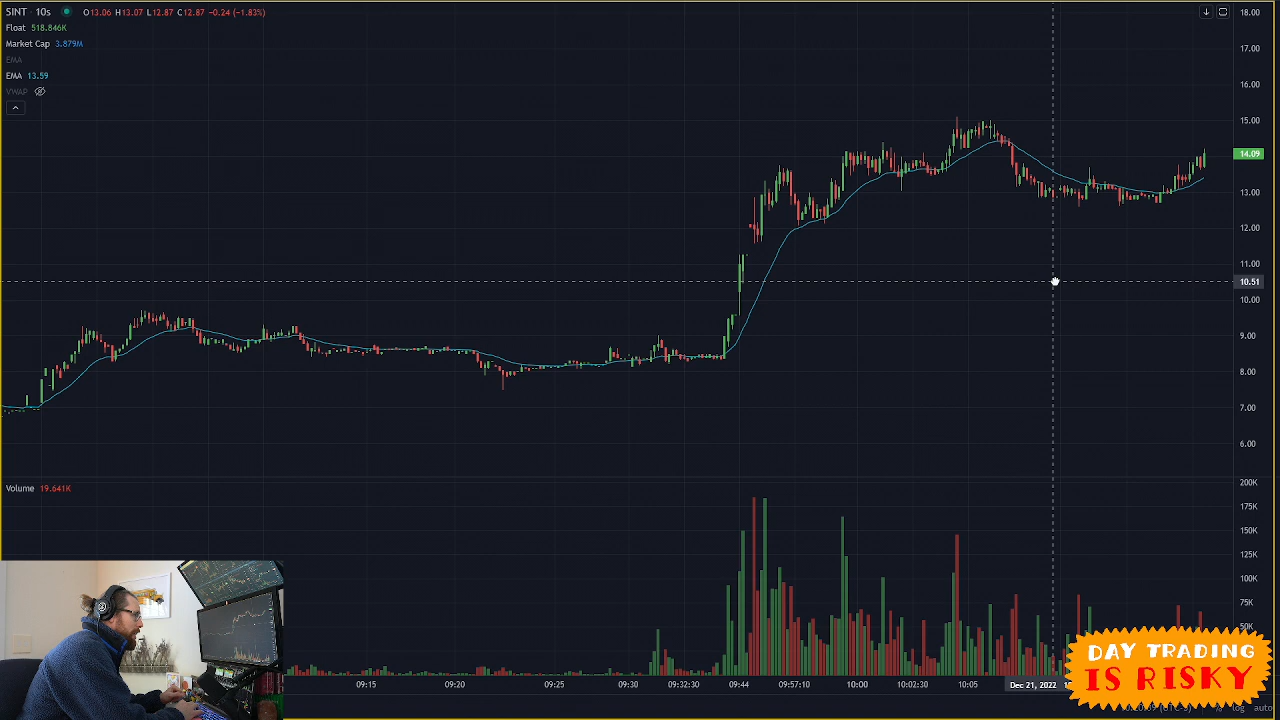 SINT · 10s O13.06 H13.07 L12.87 C12.87 -0.24 (-1.83%)
Float 518.846K
Market Cap 3.879M
EMA
EMA 13.59
VWAP
18.00
17.00
16.00
15.00
14.09
13.00
12.00
11.00
10.51
10.00
9.00
8.00
7.00
6.00
Volume 19.641K
200K
175K
150K
125K
100K
75K
50K
DAY TRADING
IS RISKY
09:15 09:20 09:25 09:30 09:32:30 09:44 09:57:10 10:00 10:02:30 10:05 Dec 21, 2022
log auto